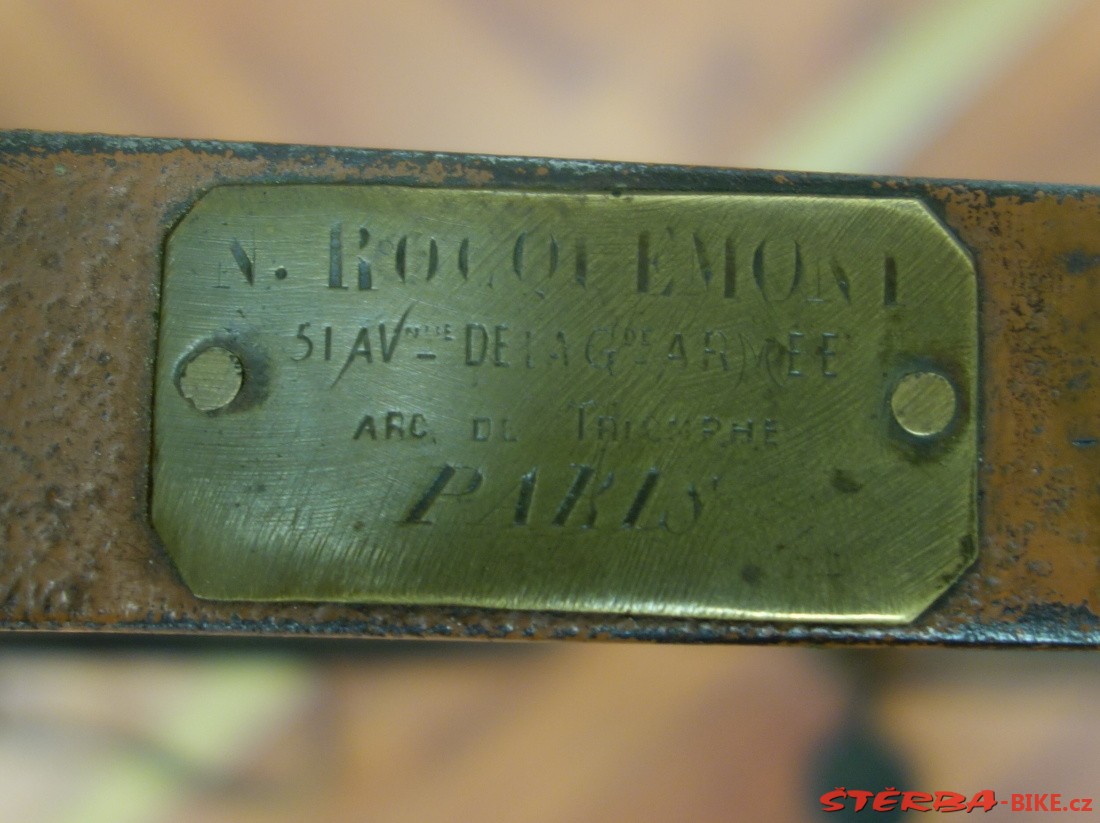 N. ROCQUEMONT
51 AVnue DE LA Gde ARMÉE
ARC DE TRIOMPHE
PARIS
ŠTĚRBA-BIKE.cz